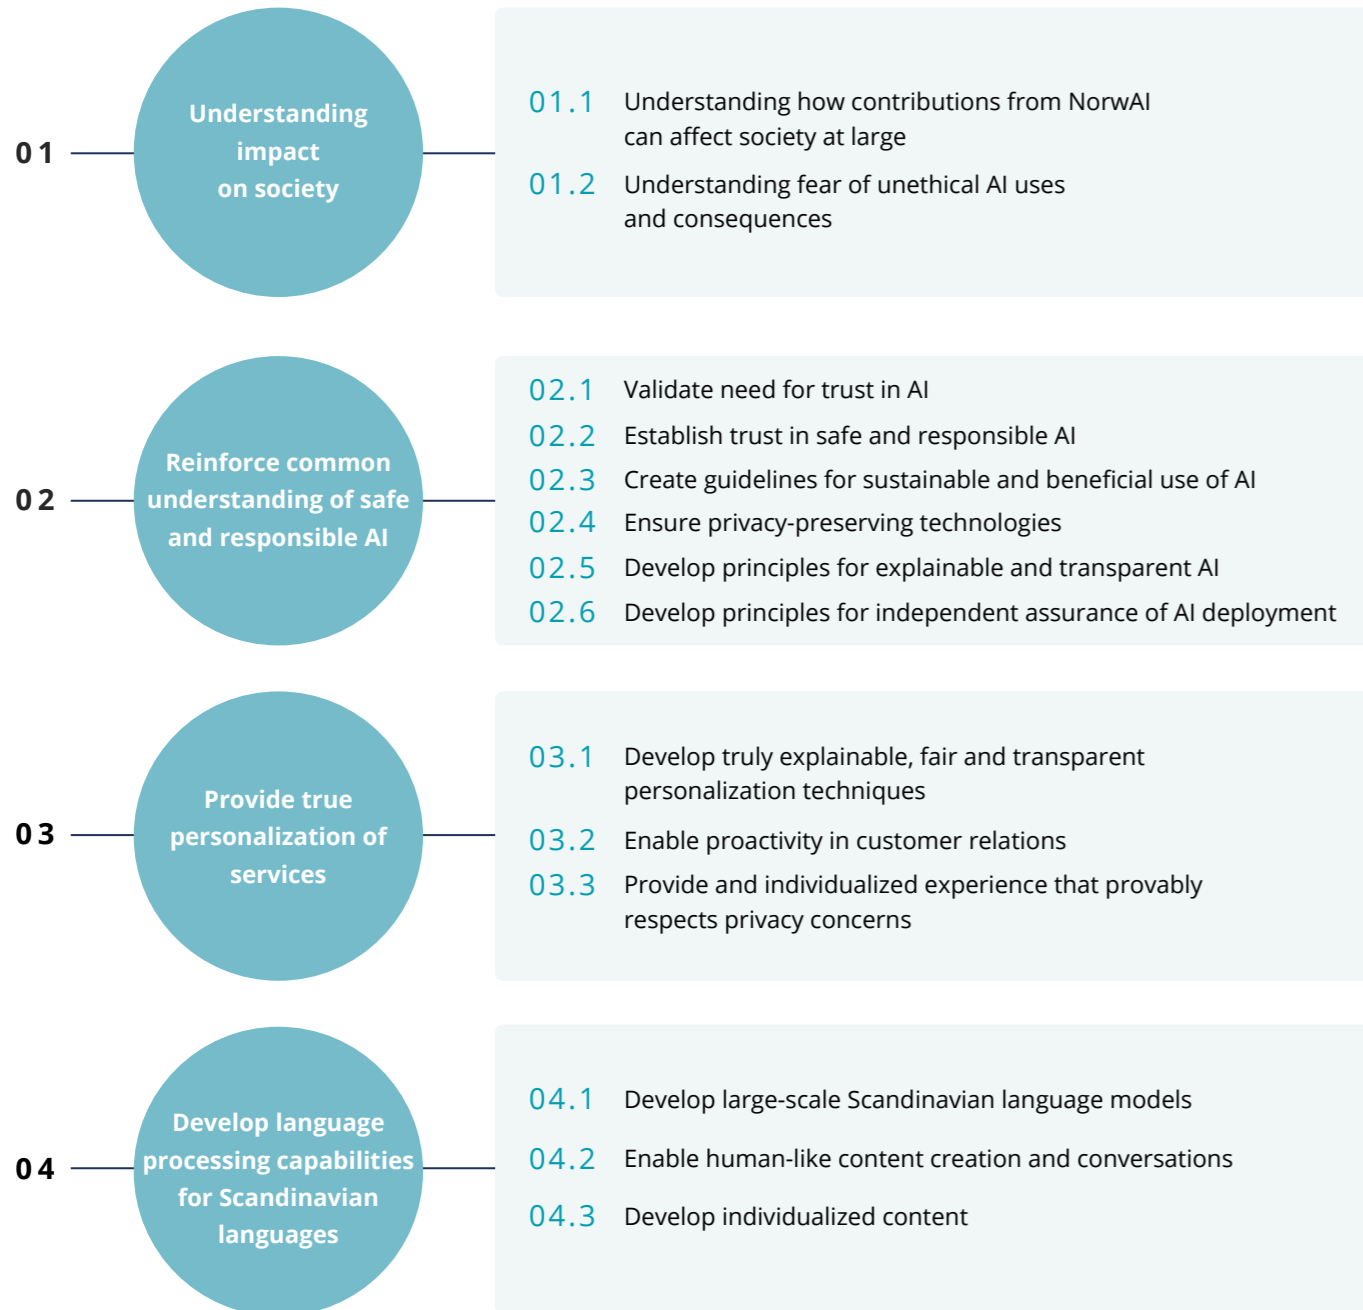 01
Understanding
impact
on society
01.1 Understanding how contributions from NorwAI
can affect society at large
01.2 Understanding fear of unethical AI uses
and consequences
02
Reinforce common
understanding of safe
and responsible AI
02.1 Validate need for trust in AI
02.2 Establish trust in safe and responsible AI
02.3 Create guidelines for sustainable and beneficial use of AI
02.4 Ensure privacy-preserving technologies
02.5 Develop principles for explainable and transparent AI
02.6 Develop principles for independent assurance of AI deployment
03
Provide true
personalization of
services
03.1 Develop truly explainable, fair and transparent
personalization techniques
03.2 Enable proactivity in customer relations
03.3 Provide and individualized experience that provably
respects privacy concerns
04
Develop language
processing capabilities
for Scandinavian
languages
04.1 Develop large-scale Scandinavian language models
04.2 Enable human-like content creation and conversations
04.3 Develop individualized content